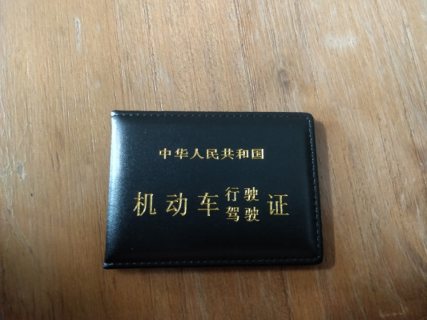 中华人民共和国
机动车行驶证
驾驶